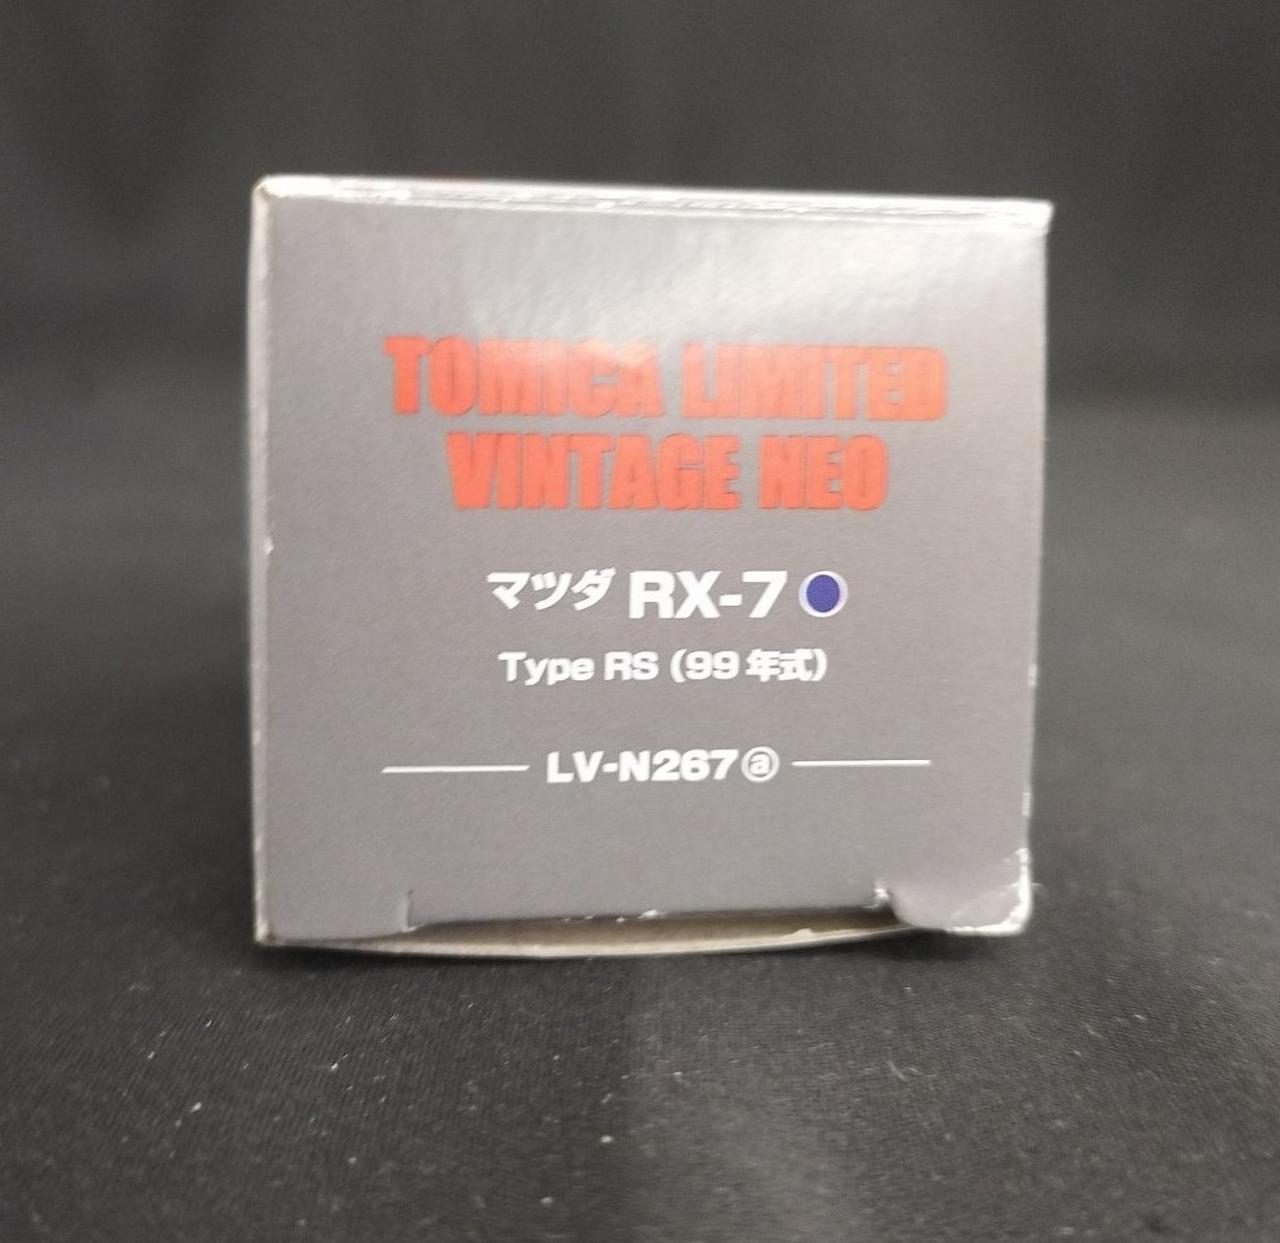 TOMICA LIMITED
VINTAGE NEO
マツダ RX-7
Type RS (99年式)
LV-N267ⓐ